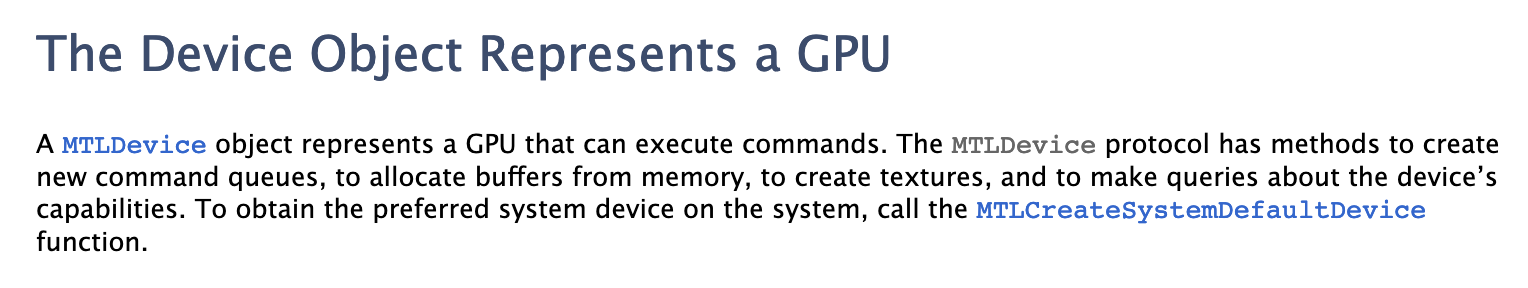 The Device Object Represents a GPU
A MTLDevice object represents a GPU that can execute commands. The MTLDevice protocol has methods to create
new command queues, to allocate buffers from memory, to create textures, and to make queries about the device’s
capabilities. To obtain the preferred system device on the system, call the MTLCreateSystemDefaultDevice
function.